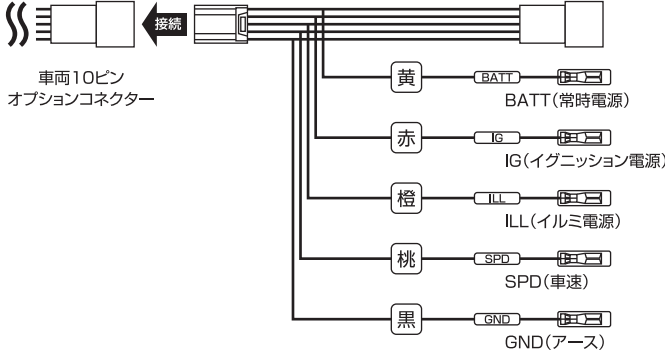 接続
車両10ピン
オプションコネクター
黄
BATT
BATT(常時電源)
赤
IG
IG(イグニッション電源)
橙
ILL
ILL(イルミ電源)
桃
SPD
SPD(車速)
黒
GND
GND(アース)